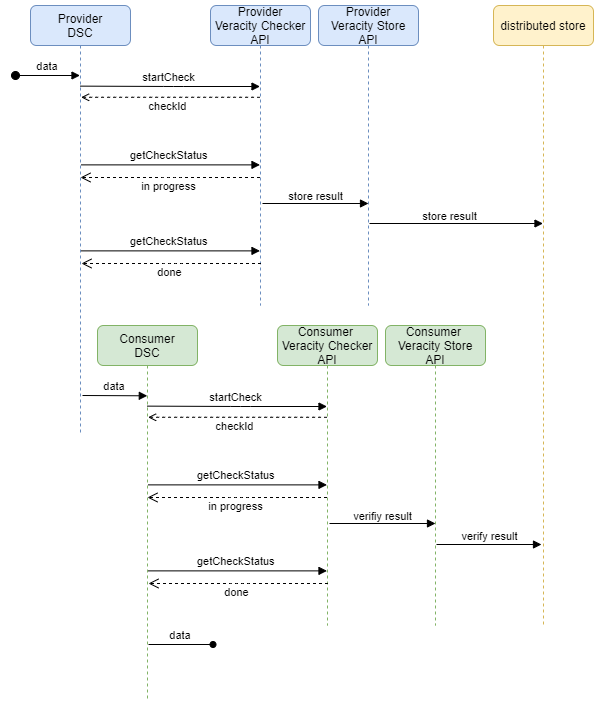 Provider
DSC
Provider
Veracity Checker
API
Provider
Veracity Store
API
distributed store
data
startCheck
checkId
getCheckStatus
in progress
store result
store result
getCheckStatus
done
Consumer
DSC
Consumer
Veracity Checker
API
Consumer
Veracity Store
API
data
startCheck
checkId
getCheckStatus
in progress
verifiy result
verify result
getCheckStatus
done
data